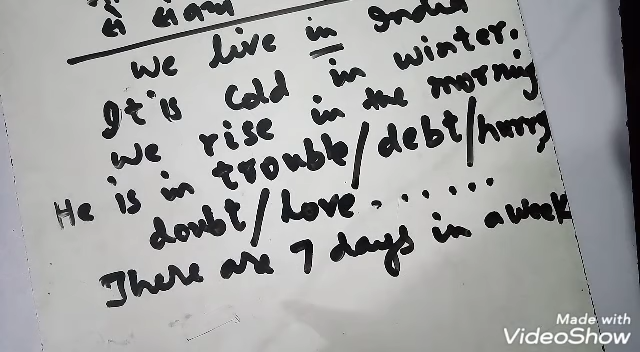 में
we live in India
It is Cold in winter.
we rise in the morning
He is in trouble/debt/hurry
doubt/Love.......
There are 7 days in a week
Made with
VideoShow